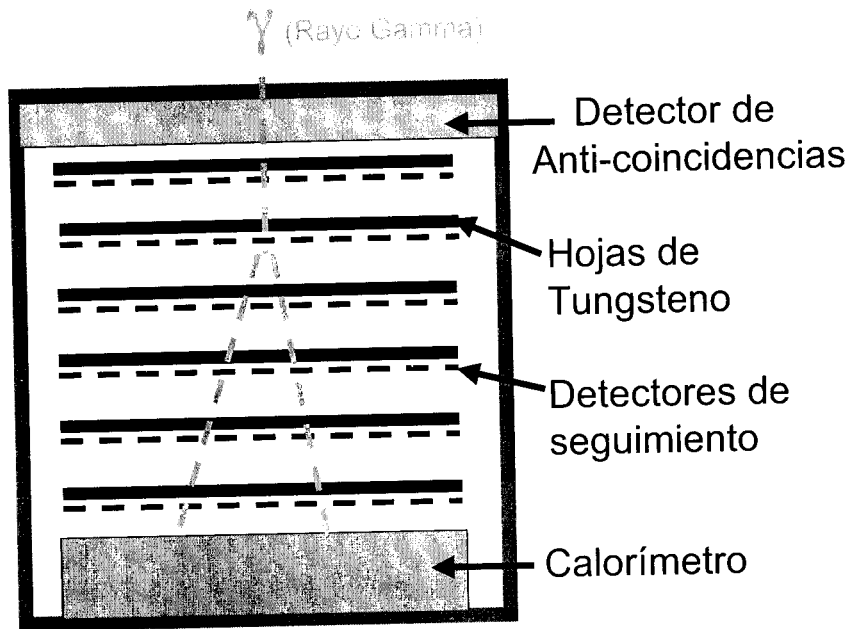 γ (Rayo Gamma)
Detector de
Anti-coincidencias
Hojas de
Tungsteno
Detectores de
seguimiento
Calorímetro